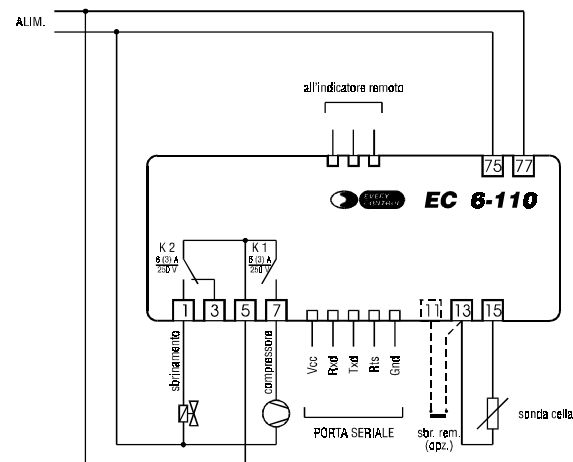 ALIM.
all'indicatore remoto
75 77
EVERY CONTROL
EC 6-110
K 2
6 (3) A
250 V
K 1
6 (3) A
250 V
1 3 5 7 11 13 15
sbrinamento
compressore
Vcc
Rxd
Txd
Rts
Gnd
PORTA SERIALE
sbr. rem.
(opz.)
sonda cella